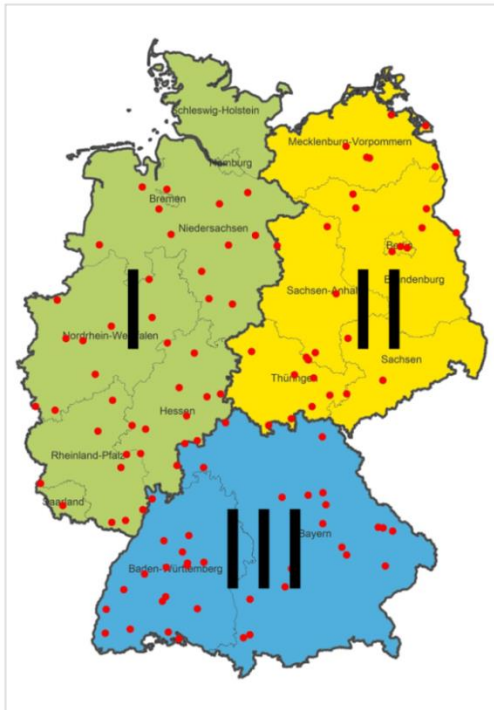 Schleswig-Holstein
Mecklenburg-Vorpommern
Hamburg
Bremen
Niedersachsen
Berlin
Brandenburg
Sachsen-Anhalt
I
II
Nordrhein-Westfalen
Sachsen
Thüringen
Hessen
Rheinland-Pfalz
Saarland
III
Bayern
Baden-Württemberg